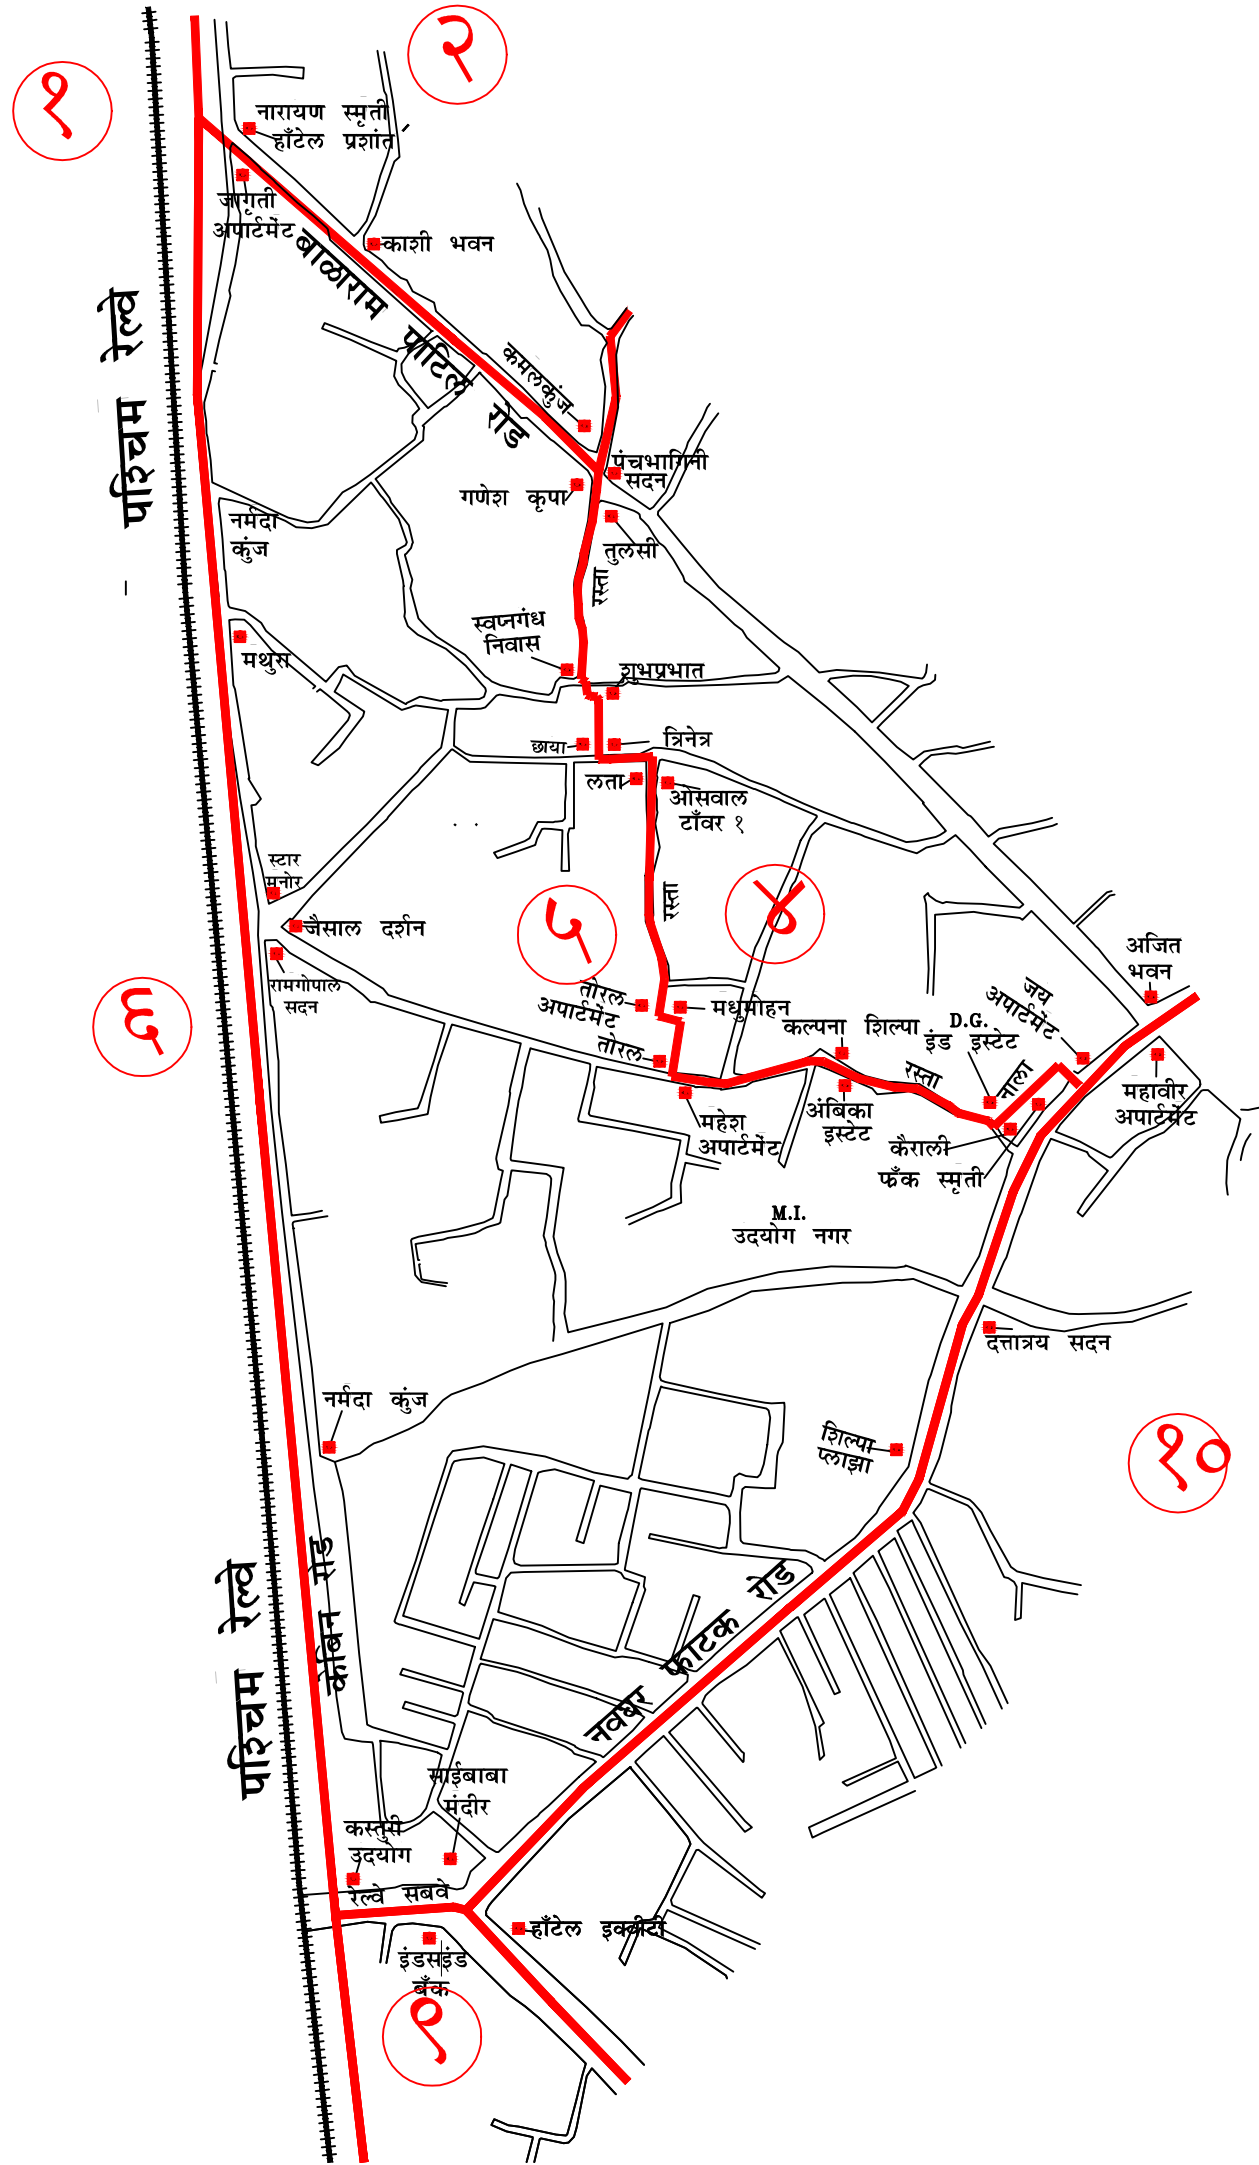 २
१
नारायण स्मृती
हॉटेल प्रशांत
जागृती
अपार्टमेंट
काशी भवन
बाळाराम पाटिल रोड
पश्चिम रेल्वे
कमलकुंज
पंचभागिनी
सदन
गणेश कृपा
नर्मदा
कुंज
तुलसी
रस्ता
स्वप्नगंध
निवास
मथुरा
शुभप्रभात
छाया
त्रिनेत्र
लता
ओसवाल
टॉवर १
स्टार
मनोर
रस्ता
४
५
जैसाल दर्शन
अजित
भवन
रामगोपाल
सदन
६
तोरल
अपार्टमेंट
मधुमोहन
जय
अपार्टमेंट
कल्पना शिल्पा
D.G.
इंड इस्टेट
तोरल
रस्ता
नाला
महावीर
अपार्टमेंट
महेश
अपार्टमेंट
अंबिका
इस्टेट
कैराली
फ्रँक स्मृती
M.I.
उदयोग नगर
दत्तात्रय सदन
नर्मदा कुंज
शिल्पा
प्लाझा
१०
पश्चिम रेल्वे
केबिन रोड
नवघर फाटक रोड
साईबाबा
मंदीर
कस्तुरी
उदयोग
रेल्वे सबवे
हॉटेल इक्वीटी
इंडसइंड
बँक
९